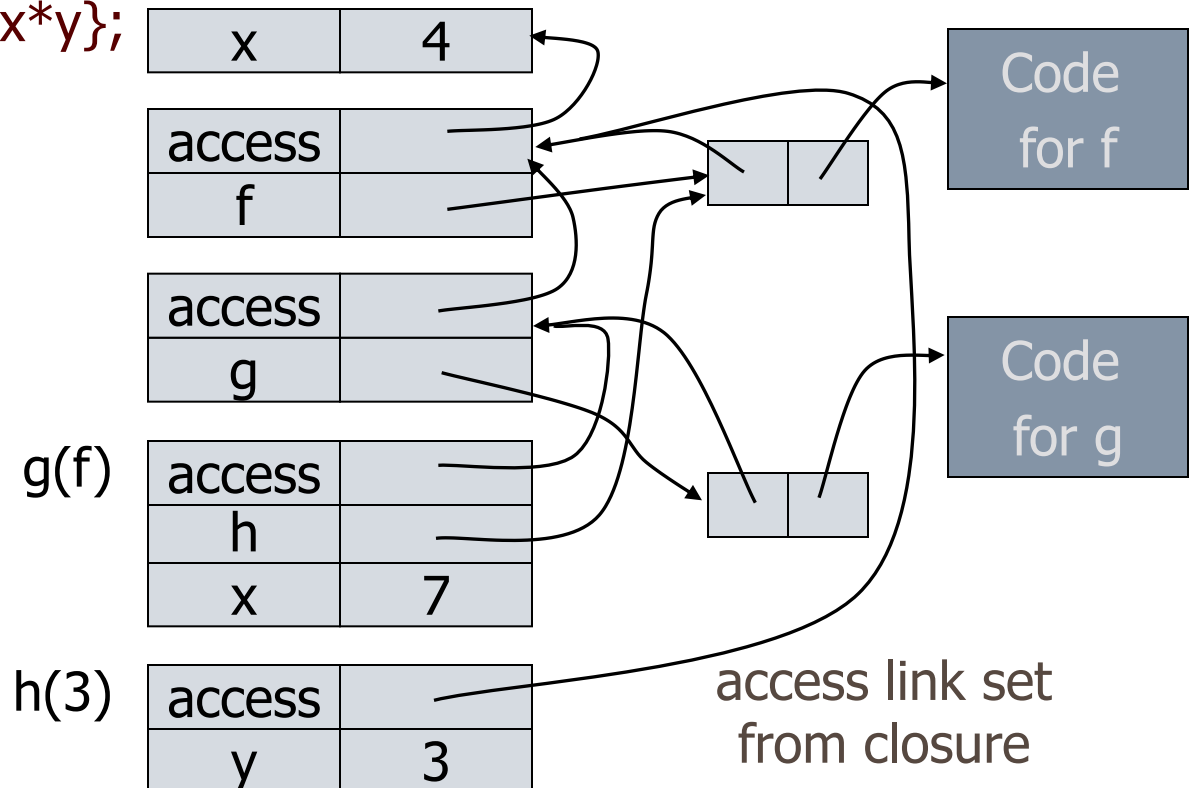 x*y};
x 4
Code
for f
access
f
access
g
Code
for g
g(f)
access
h
x 7
h(3)
access
y 3
access link set
from closure